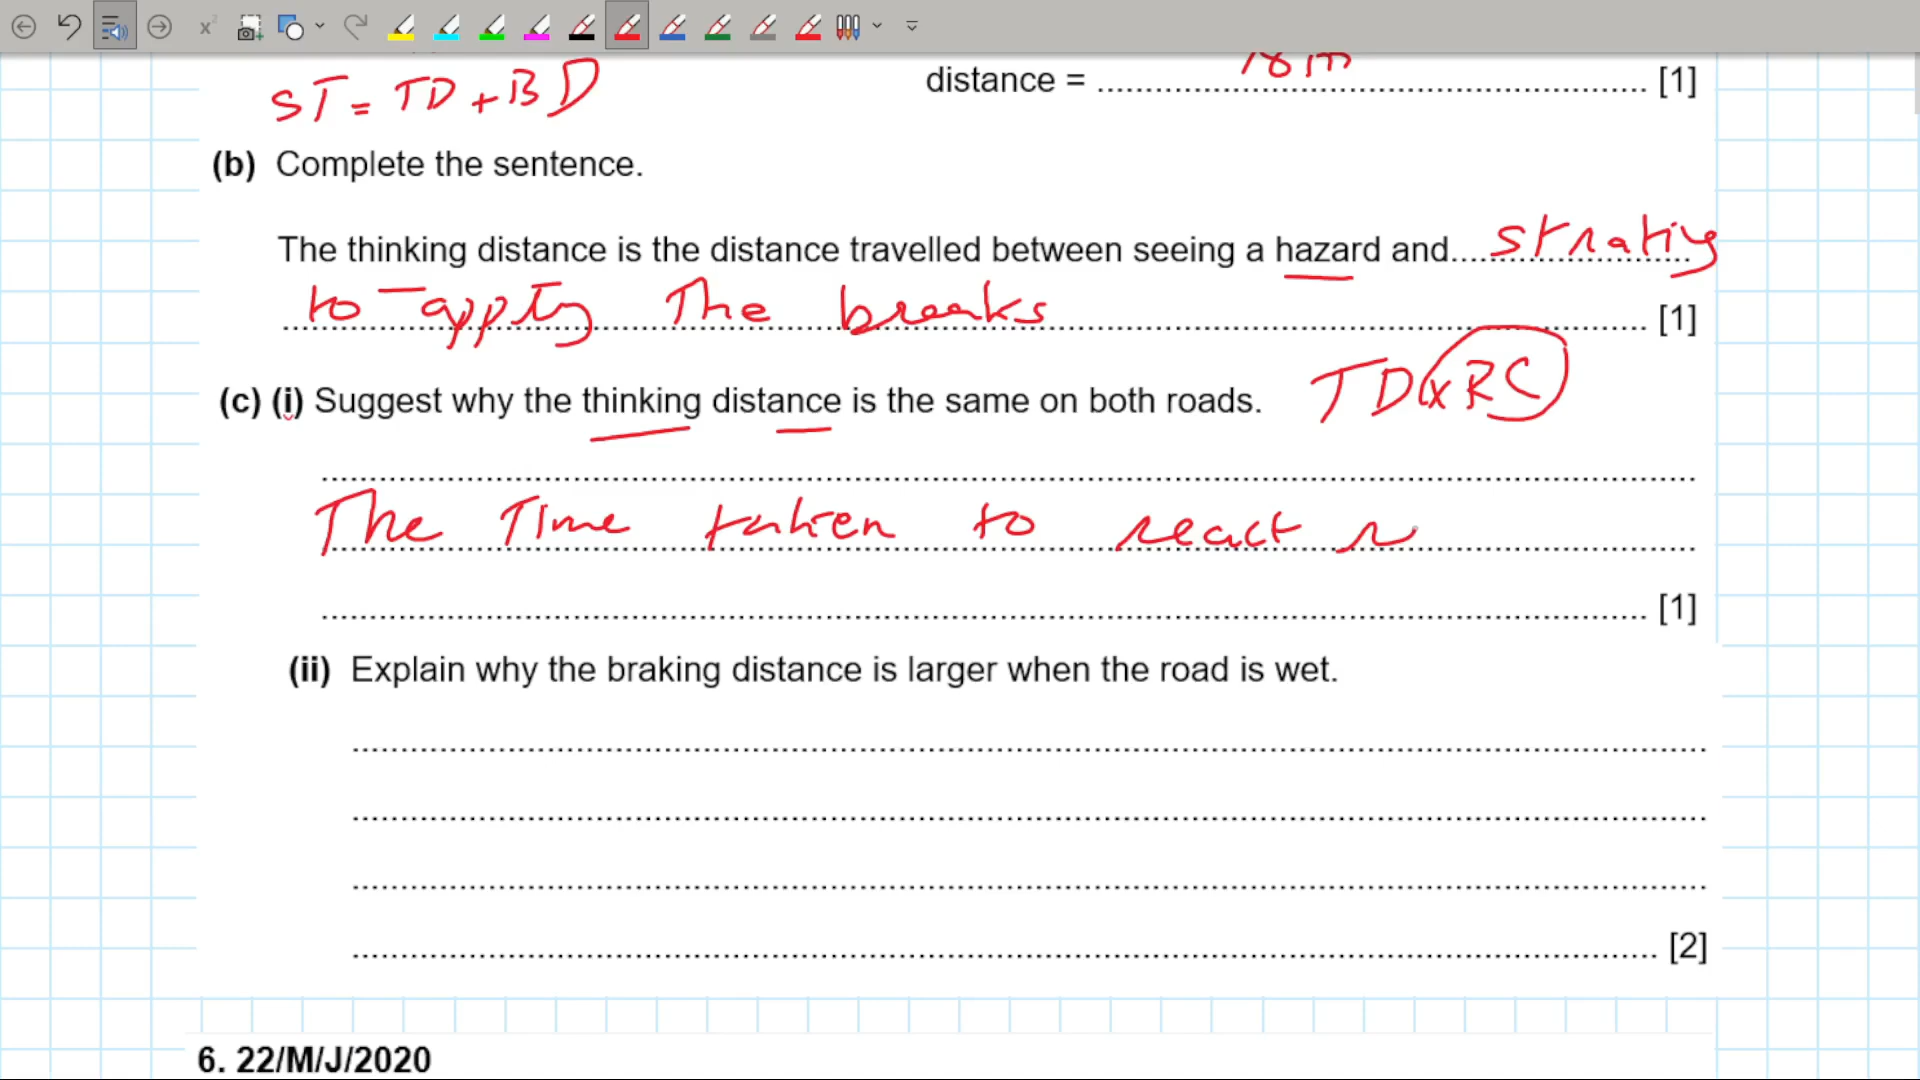 ST = TD + BD
distance = .................... 18 m .................... [1]
(b) Complete the sentence.
The thinking distance is the distance travelled between seeing a hazard and.... strating
to apply The breaks [1]
(c) (i) Suggest why the thinking distance is the same on both roads. TD
The Time taken to react
[1]
(ii) Explain why the braking distance is larger when the road is wet.
[2]
6. 22/M/J/2020